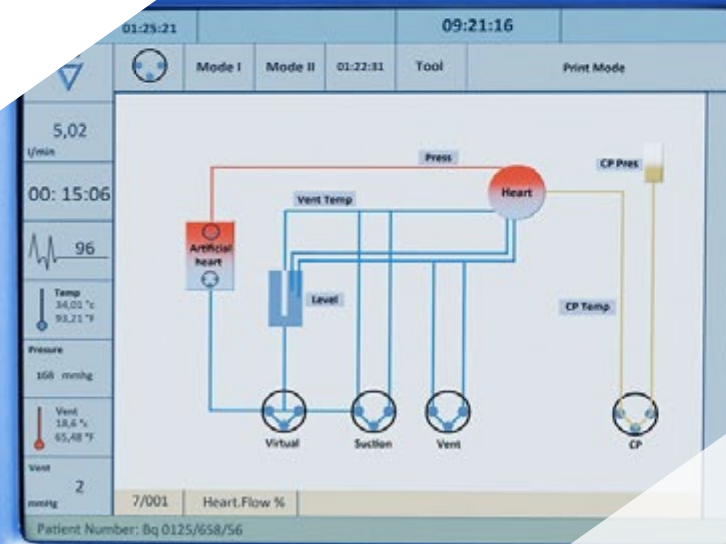 01:25:21
09:21:16
Mode I
Mode II
01:22:31
Tool
Print Mode
5,02
l/min
00: 15:06
96
Temp
34,01 °c
93,21 °F
Presure
168 mmhg
Vent
18,6 °c
65,48 °F
Vent
2
mmHg
Press
CP Pres
Heart
Vent Temp
Artificial
heart
Level
CP Temp
Virtual
Suction
Vent
CP
7/001
Heart.Flow %
Patient Number: Bq 0125/658/56